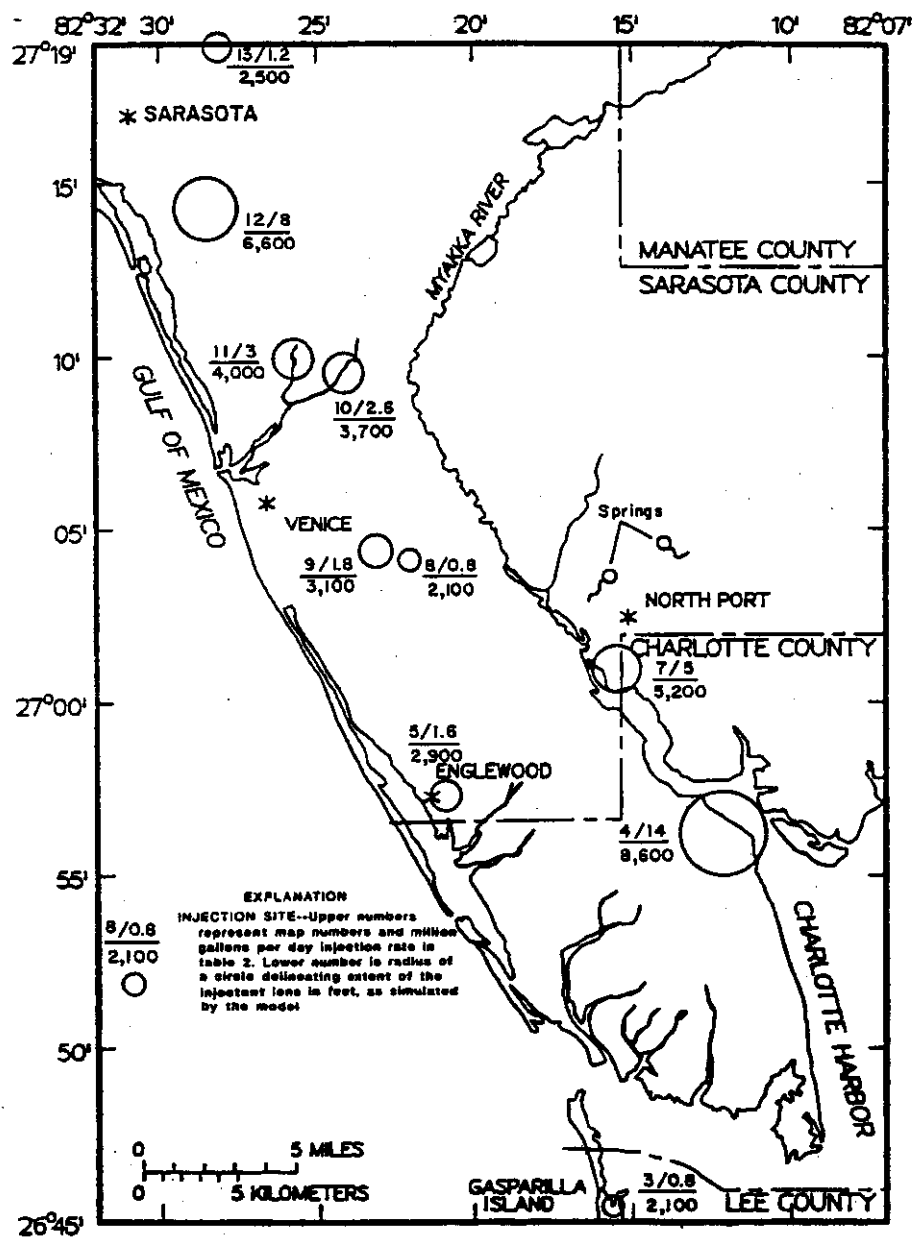 82°32' 30' 25' 20' 15' 10' 82°07'
27°19'
13/1.2
2,500
SARASOTA
15'
12/8
6,600
MYAKKA RIVER
MANATEE COUNTY
SARASOTA COUNTY
10'
11/3
4,000
10/2.6
3,700
GULF OF MEXICO
VENICE
05'
9/1.8
3,100
8/0.8
2,100
Springs
NORTH PORT
CHARLOTTE COUNTY
7/5
5,200
27°00'
5/1.6
2,900
ENGLEWOOD
4/14
8,600
55'
EXPLANATION
INJECTION SITE--Upper numbers
represent map numbers and million
gallons per day injection rate in
table 2. Lower number is radius of
a circle delineating extent of the
injectant lens in feet, as simulated
by the model
8/0.8
2,100
CHARLOTTE HARBOR
50'
0 5 MILES
0 5 KILOMETERS
GASPARILLA
ISLAND
3/0.8
2,100
LEE COUNTY
26°45'
25' 20' 15' 10'